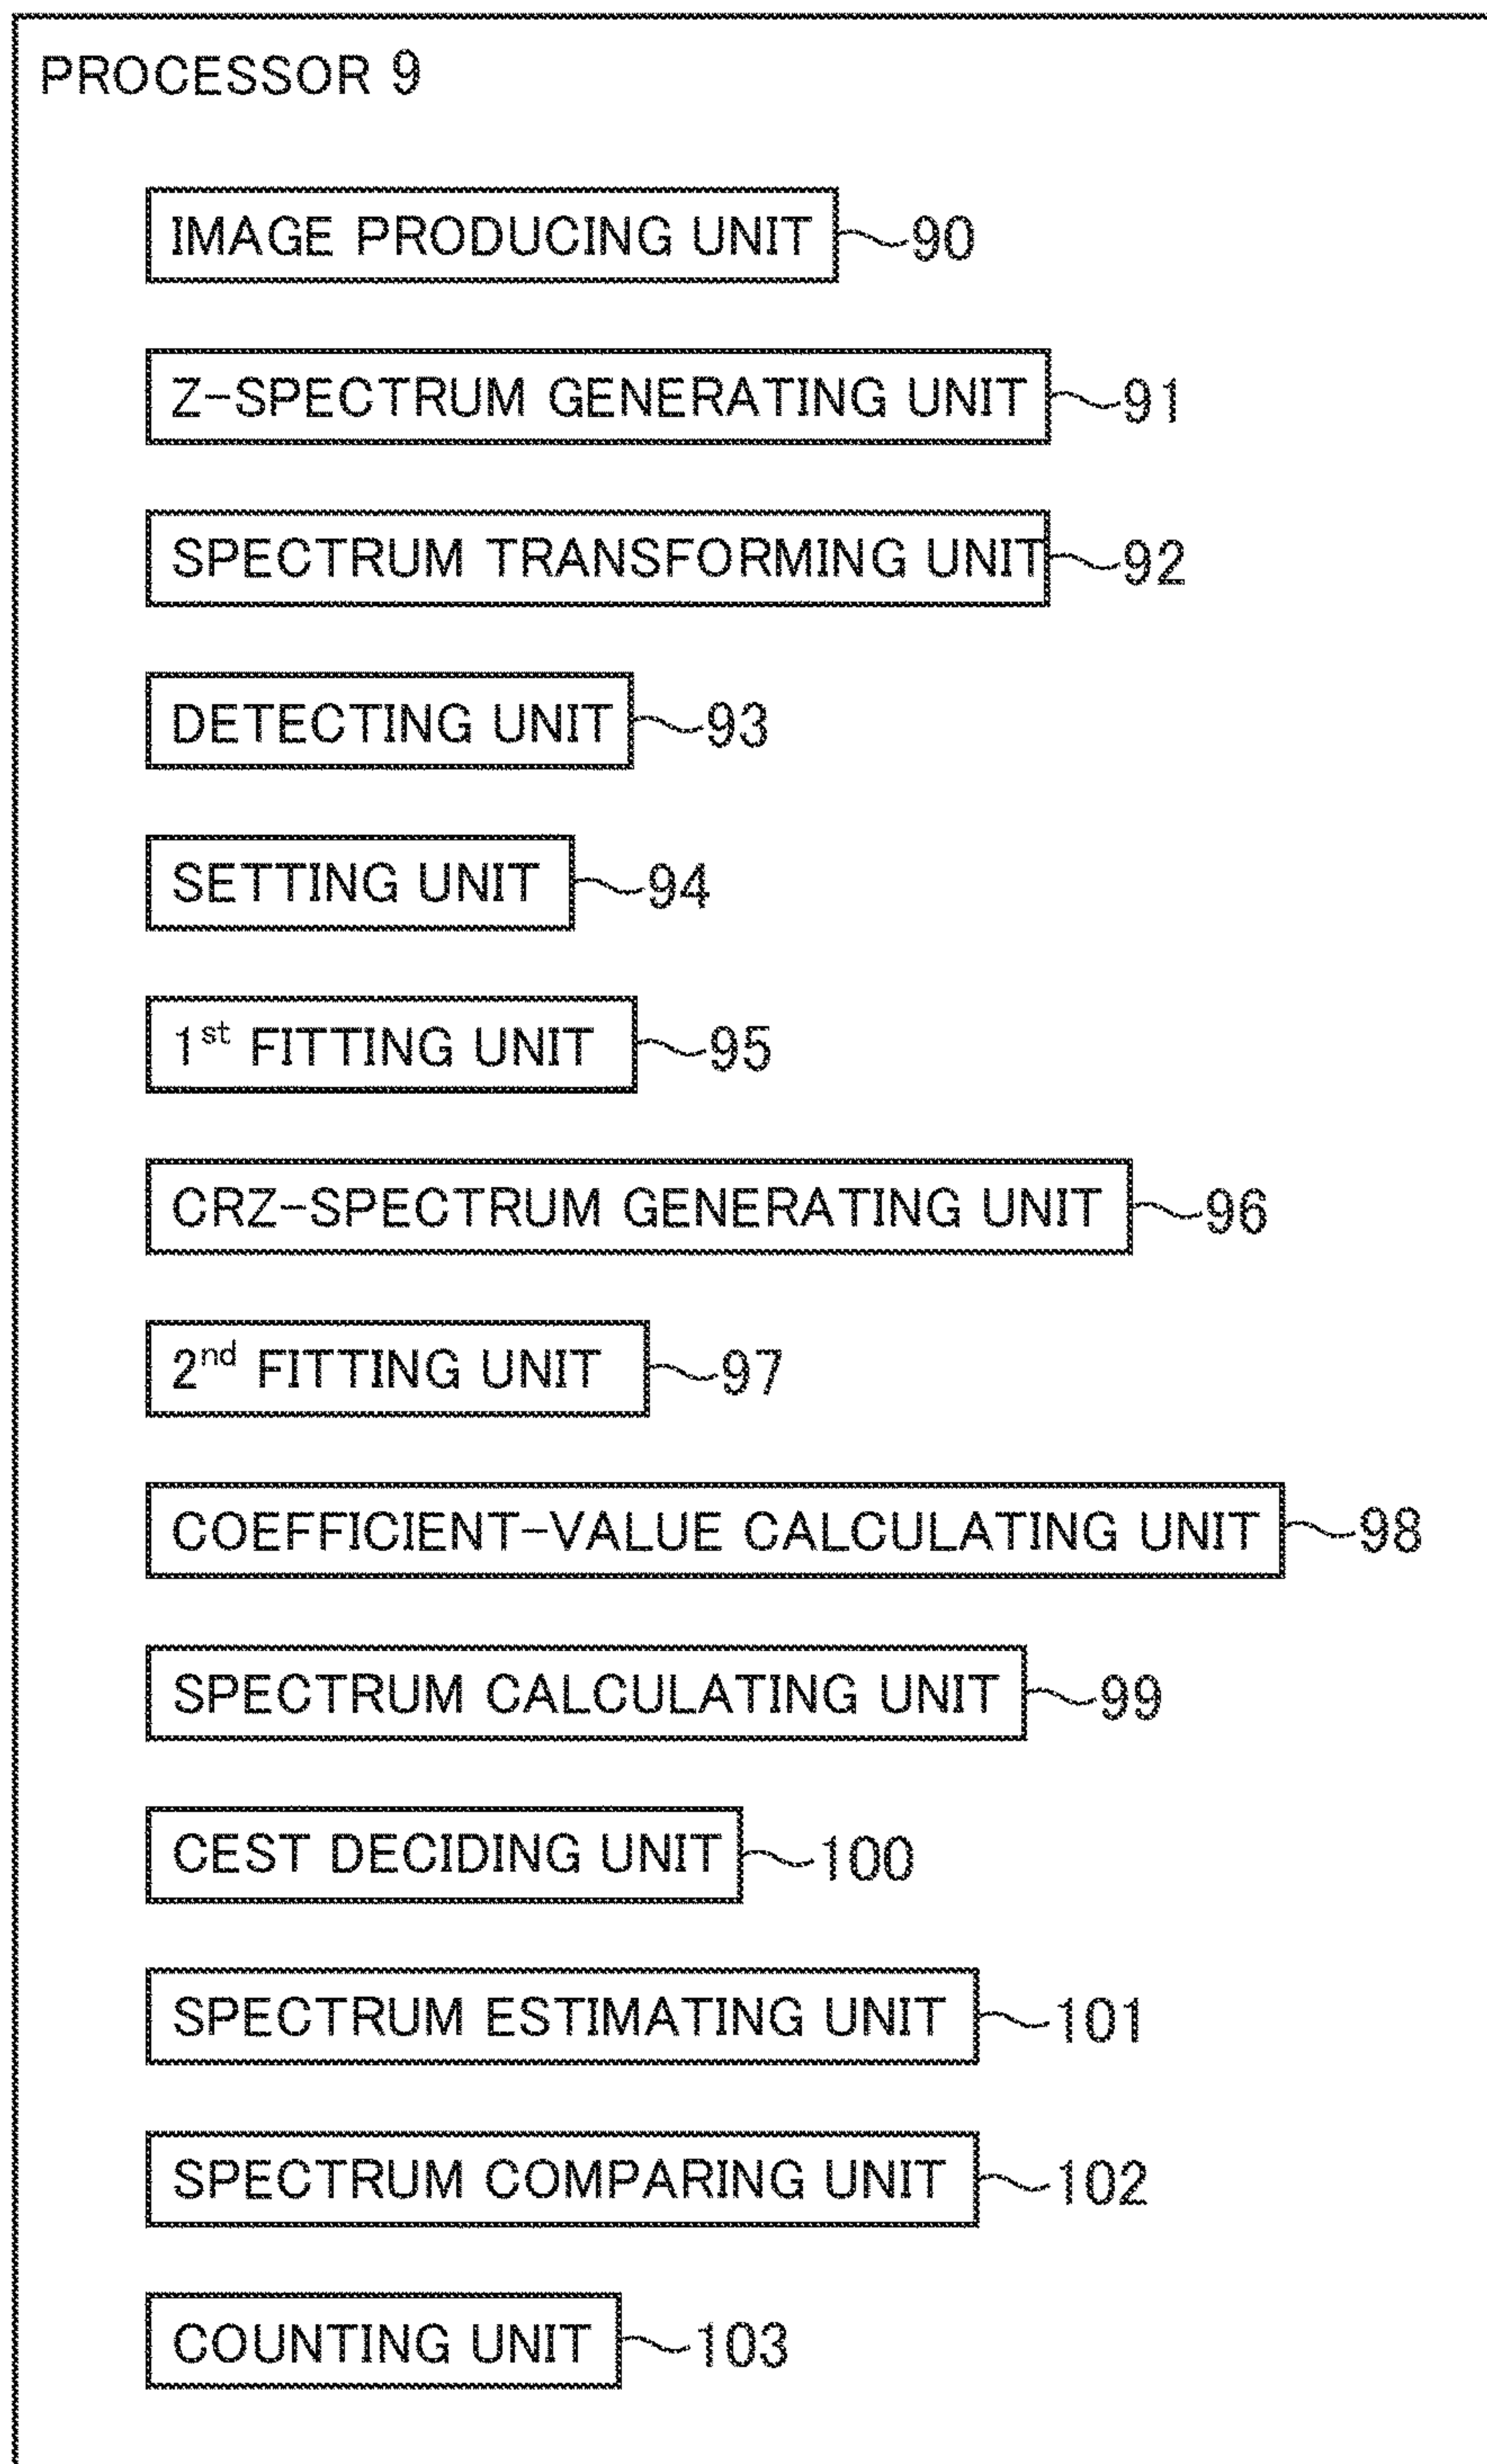 PROCESSOR 9
IMAGE PRODUCING UNIT 90
Z-SPECTRUM GENERATING UNIT 91
SPECTRUM TRANSFORMING UNIT 92
DETECTING UNIT 93
SETTING UNIT 94
1st FITTING UNIT 95
CRZ-SPECTRUM GENERATING UNIT 96
2nd FITTING UNIT 97
COEFFICIENT-VALUE CALCULATING UNIT 98
SPECTRUM CALCULATING UNIT 99
CEST DECIDING UNIT 100
SPECTRUM ESTIMATING UNIT 101
SPECTRUM COMPARING UNIT 102
COUNTING UNIT 103